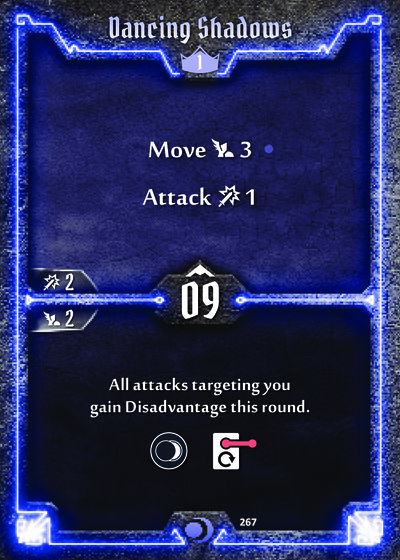 Dancing Shadows
1
Move 3
Attack 1
2
09
2
All attacks targeting you
gain Disadvantage this round.
267